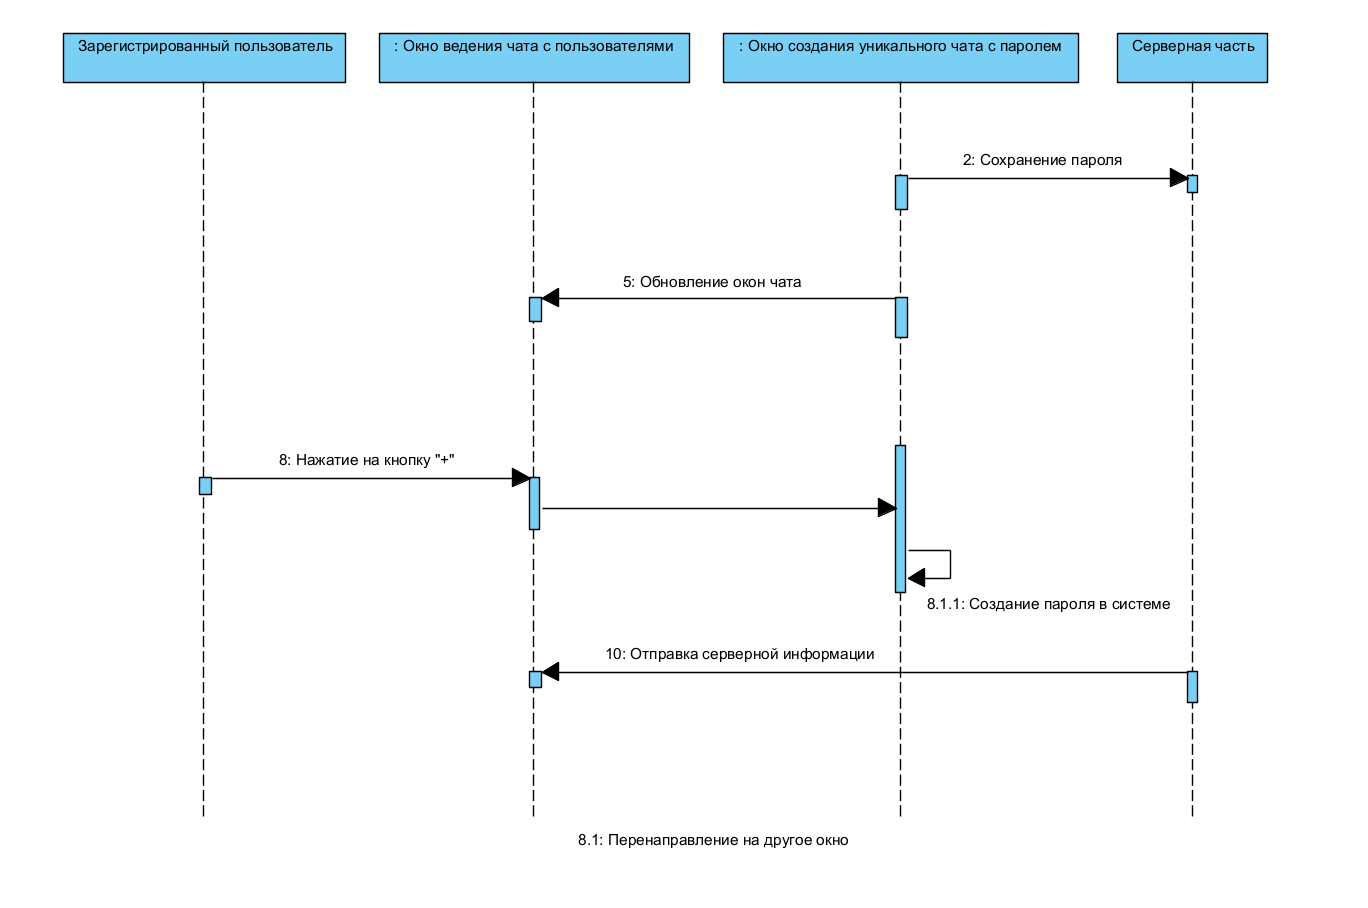 Зарегистрированный пользователь
: Окно ведения чата с пользователями
: Окно создания уникального чата с паролем
Серверная часть
2: Сохранение пароля
5: Обновление окон чата
8: Нажатие на кнопку "+"
8.1.1: Создание пароля в системе
10: Отправка серверной информации
8.1: Перенаправление на другое окно